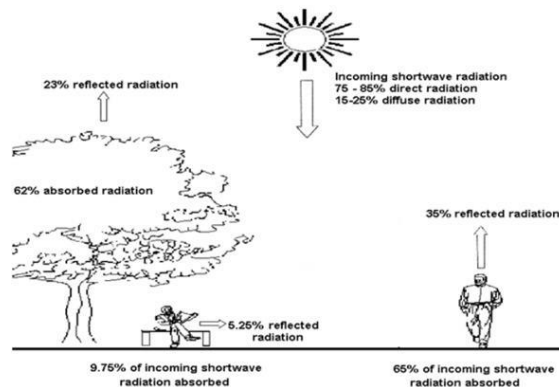 23% reflected radiation
Incoming shortwave radiation
75 - 85% direct radiation
15-25% diffuse radiation
62% absorbed radiation
35% reflected radiation
5.25% reflected
radiation
9.75% of incoming shortwave
radiation absorbed
65% of incoming shortwave
radiation absorbed